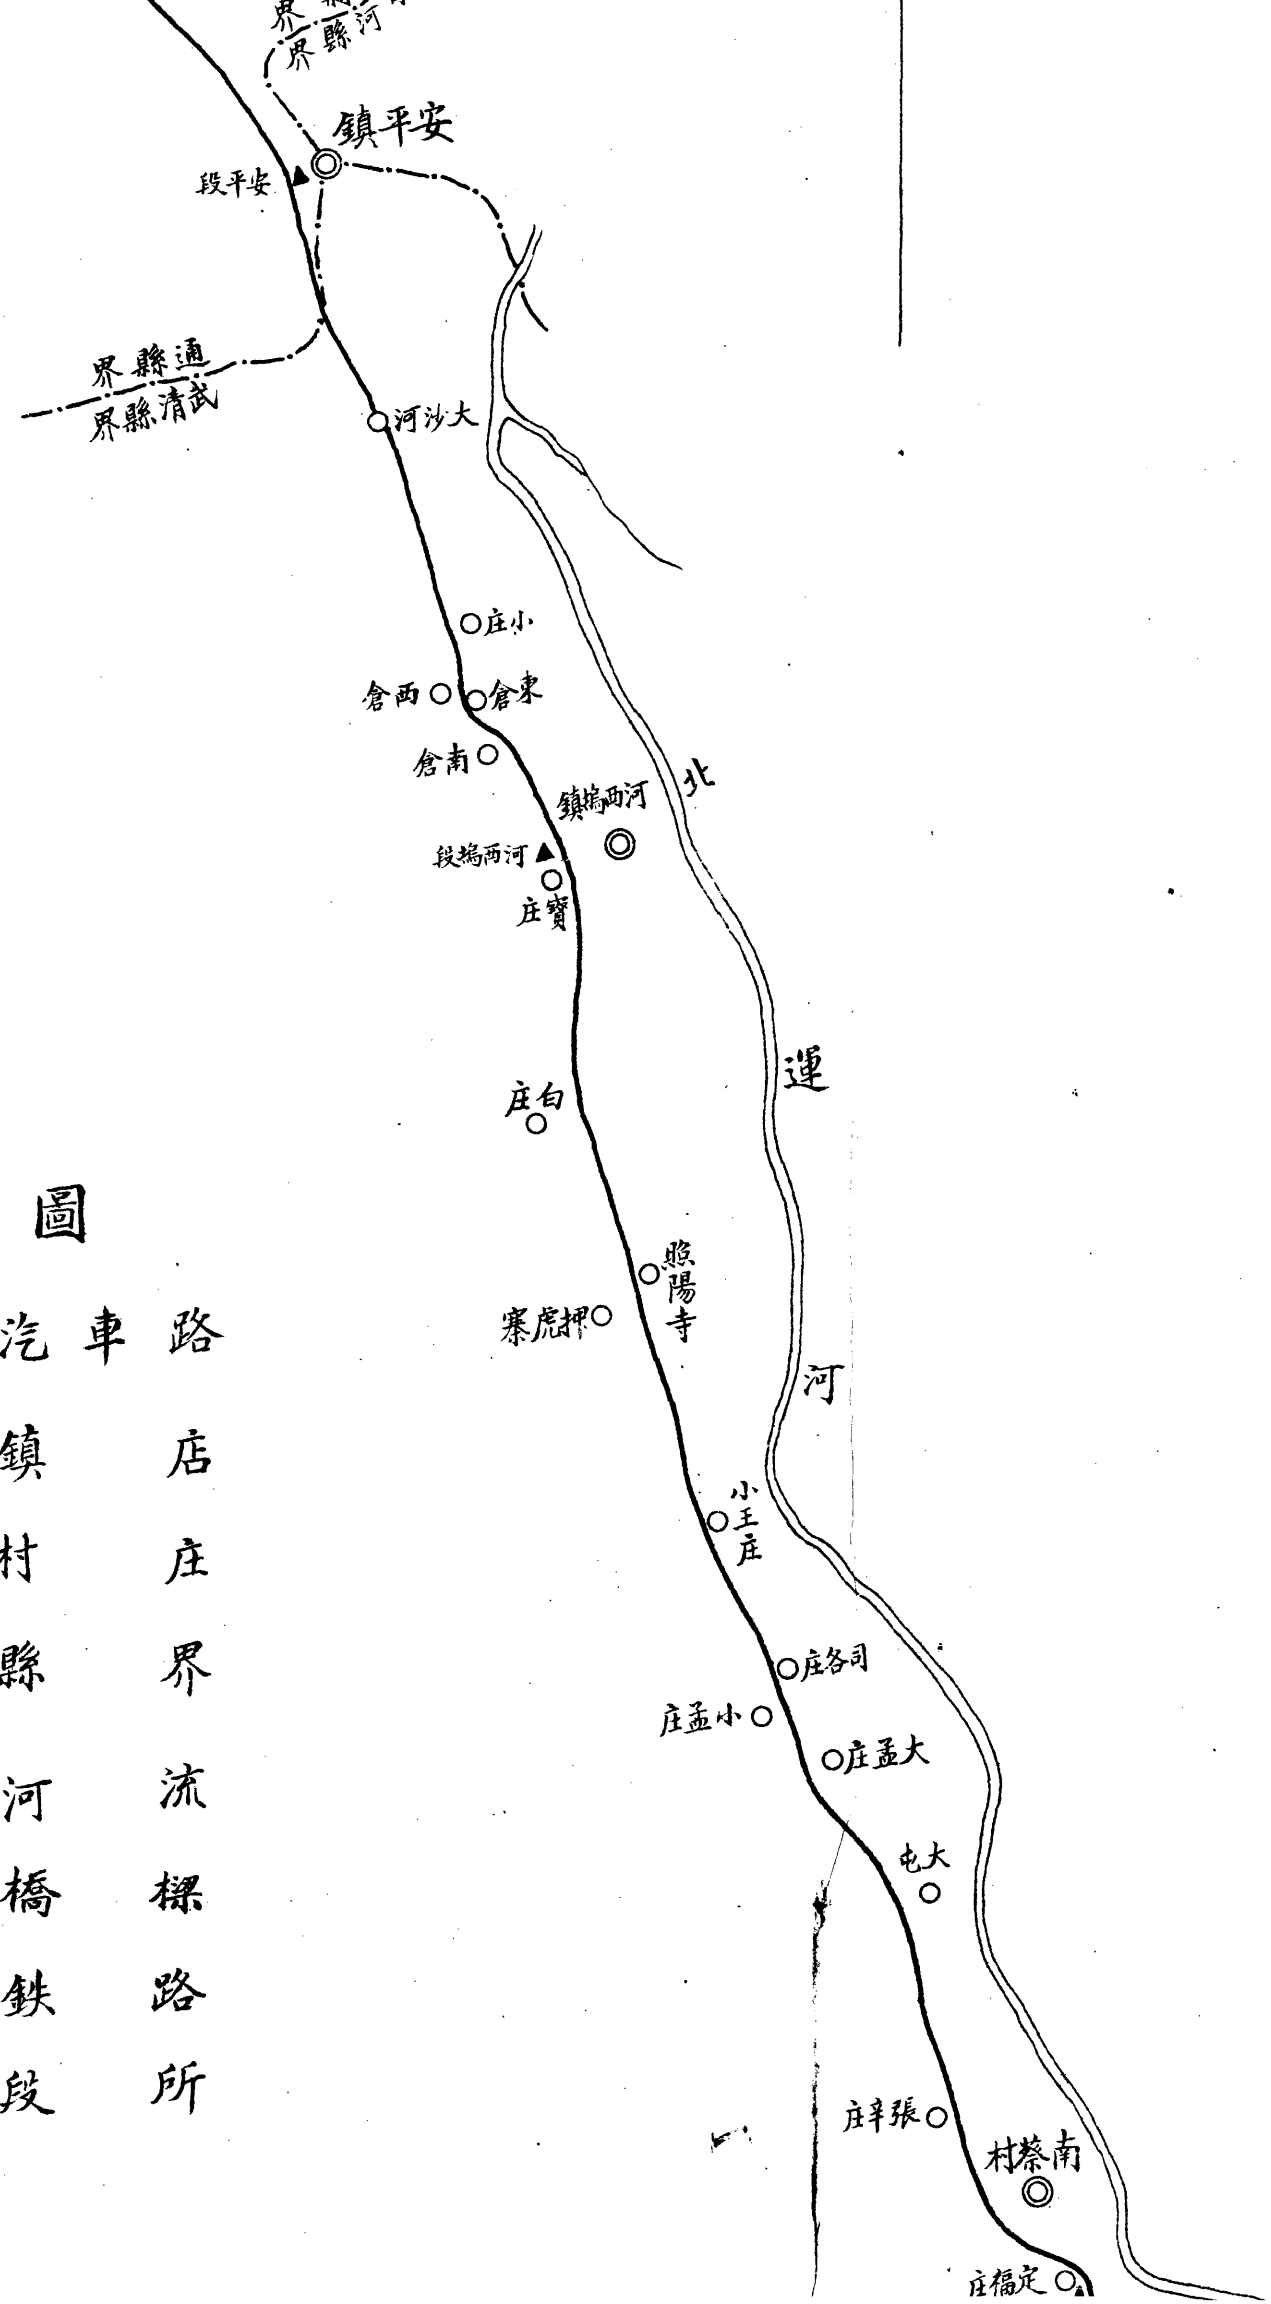 河縣界
安平鎮
安平段
通縣界
武清縣界
大沙河
小庄
西倉
東倉
南倉
北運河
河西塢鎮
河西塢段
寶庄
白庄
照陽寺
押虎寨
小王庄
司各庄
小孟庄
大孟庄
大屯
張辛庄
南蔡村
定福庄
圖
汽車路
鎮店
村庄
縣界
河流
橋樑
鉄路
段所